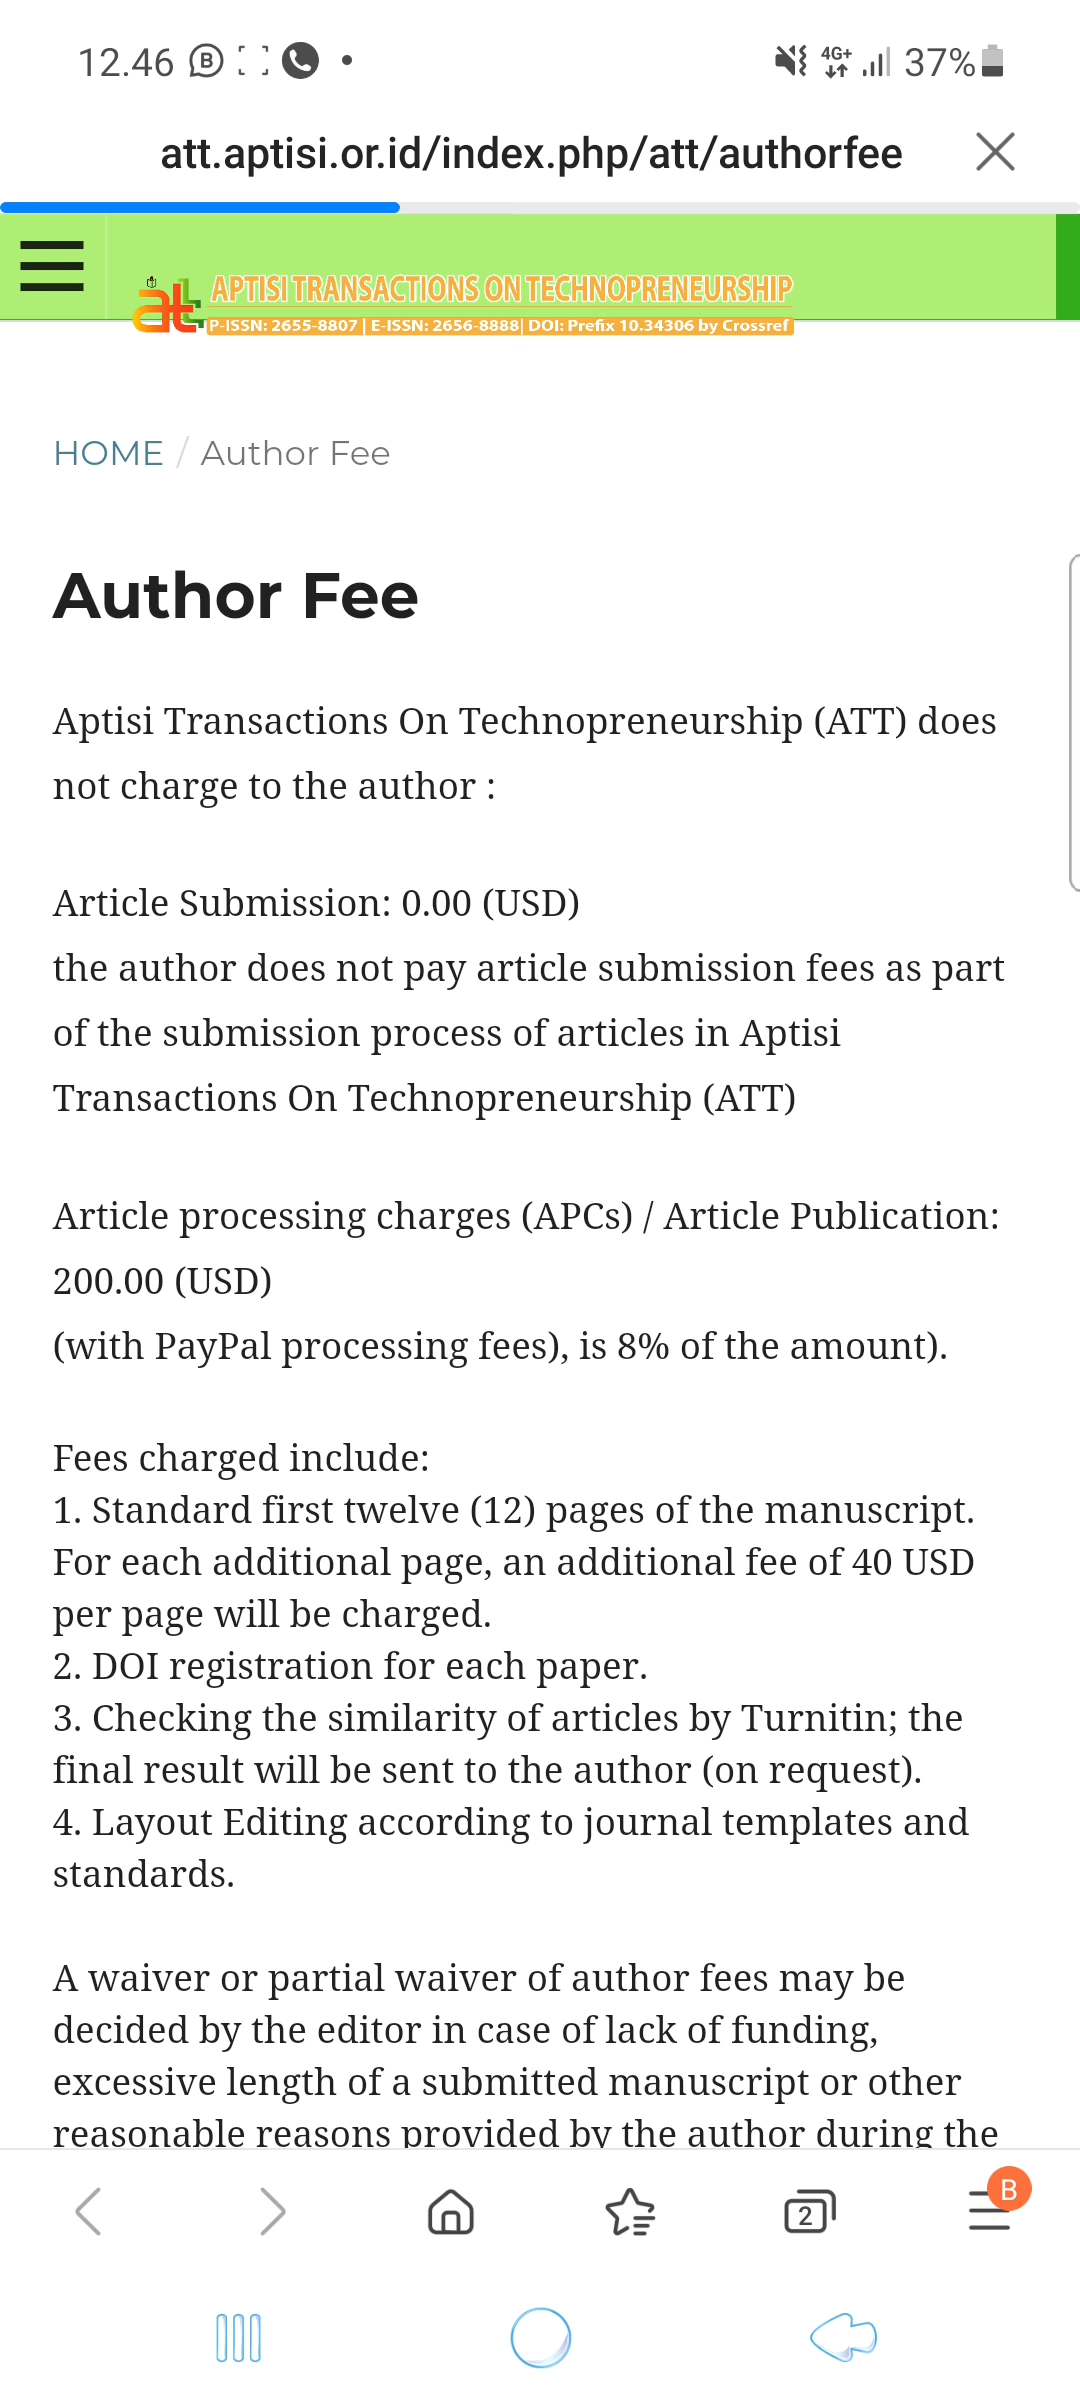 12.46
4G+
37%
att.aptisi.or.id/index.php/att/authorfee
at
APTISI TRANSACTIONS ON TECHNOPRENEURSHIP
P-ISSN: 2655-8807 | E-ISSN: 2656-8888| DOI: Prefix 10.34306 by Crossref
HOME / Author Fee
Author Fee
Aptisi Transactions On Technopreneurship (ATT) does
not charge to the author :
Article Submission: 0.00 (USD)
the author does not pay article submission fees as part
of the submission process of articles in Aptisi
Transactions On Technopreneurship (ATT)
Article processing charges (APCs) / Article Publication:
200.00 (USD)
(with PayPal processing fees), is 8% of the amount).
Fees charged include:
1. Standard first twelve (12) pages of the manuscript.
For each additional page, an additional fee of 40 USD
per page will be charged.
2. DOI registration for each paper.
3. Checking the similarity of articles by Turnitin; the
final result will be sent to the author (on request).
4. Layout Editing according to journal templates and
standards.
A waiver or partial waiver of author fees may be
decided by the editor in case of lack of funding,
excessive length of a submitted manuscript or other
reasonable reasons provided by the author during the
2
B